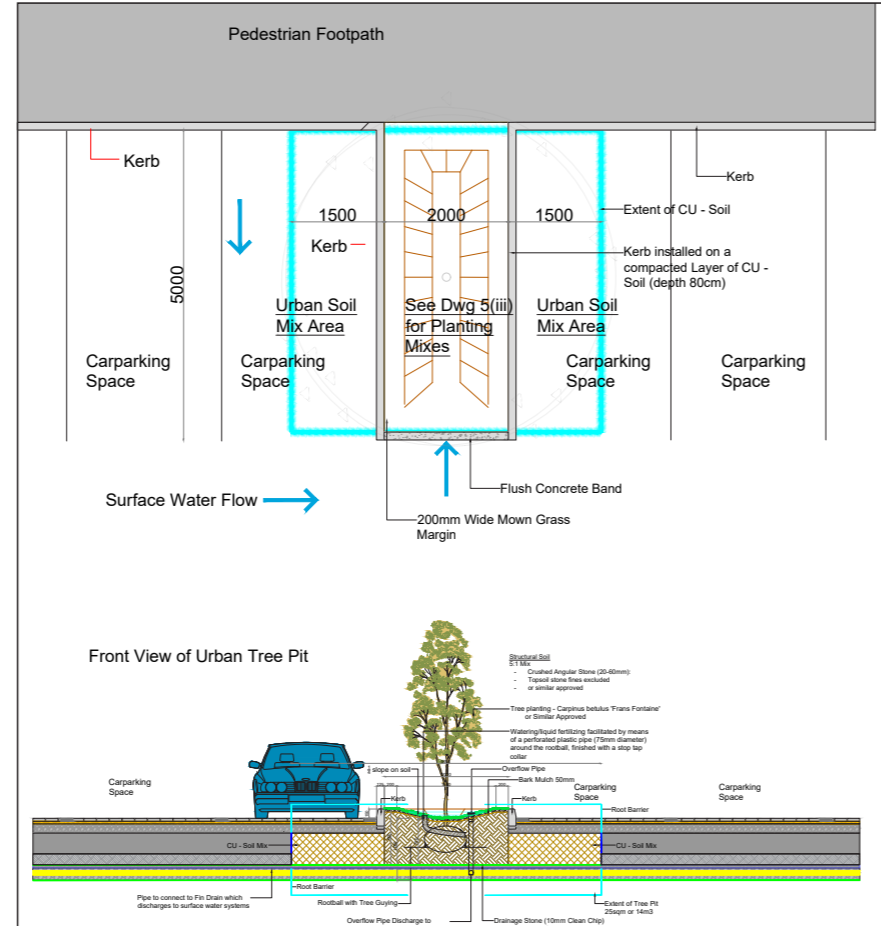 Pedestrian Footpath
Kerb
Kerb
1500
2000
1500
Extent of CU - Soil
Kerb
Kerb installed on a
compacted Layer of CU -
Soil (depth 80cm)
5000
Urban Soil
Mix Area
See Dwg 5(iii)
for Planting
Mixes
Urban Soil
Mix Area
Carparking
Space
Carparking
Space
Carparking
Space
Carparking
Space
Surface Water Flow
Flush Concrete Band
200mm Wide Mown Grass
Margin
Front View of Urban Tree Pit
Structural Soil
5:1 Mix
- Crushed Angular Stone (20-60mm):
- Topsoil stone fines excluded
- or similar approved
Tree planting - Carpinus betulus 'Frans Fontaine'
or Similar Approved
Watering/liquid fertilizing facilitated by means
of a perforated plastic pipe (75mm diameter)
around the rootball, finished with a stop tap
collar
slope on soil
Overflow Pipe
Bark Mulch 50mm
Carparking
Space
Carparking
Space
Carparking
Space
Kerb
Kerb
Root Barrier
CU - Soil Mix
CU - Soil Mix
Root Barrier
Pipe to connect to Fin Drain which
discharges to surface water systems
Rootball with Tree Guying
Extent of Tree Pit
25sqm or 14m3
Overflow Pipe Discharge to
Drainage Stone (10mm Clean Chip)